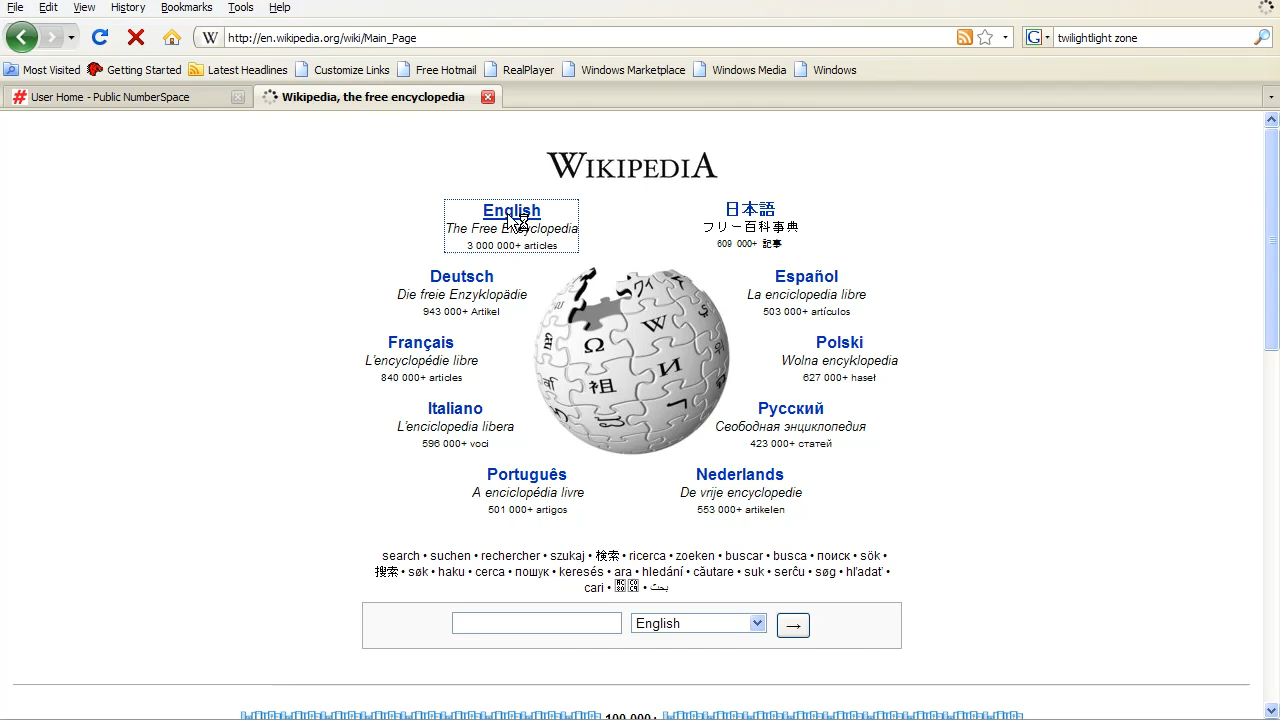 File Edit View History Bookmarks Tools Help
http://en.wikipedia.org/wiki/Main_Page
twilightlight zone
Most Visited Getting Started Latest Headlines Customize Links Free Hotmail RealPlayer Windows Marketplace Windows Media Windows
User Home - Public NumberSpace
Wikipedia, the free encyclopedia
WIKIPEDIA
English
The Free Encyclopedia
3 000 000+ articles
日本語
フリー百科事典
609 000+ 記事
Deutsch
Die freie Enzyklopädie
943 000+ Artikel
Español
La enciclopedia libre
503 000+ artículos
Français
L'encyclopédie libre
840 000+ articles
Polski
Wolna encyklopedia
627 000+ haseł
Italiano
L'enciclopedia libera
596 000+ voci
Русский
Свободная энциклопедия
423 000+ статей
Português
A enciclopédia livre
501 000+ artigos
Nederlands
De vrije encyclopedie
553 000+ artikelen
search • suchen • rechercher • szukaj • 検索 • ricerca • zoeken • buscar • busca • поиск • sök •
搜索 • søk • haku • cerca • пошук • keresés • ara • hledání • căutare • suk • serĉu • søg • hľadať •
cari • • بحث
English
→
100 000+